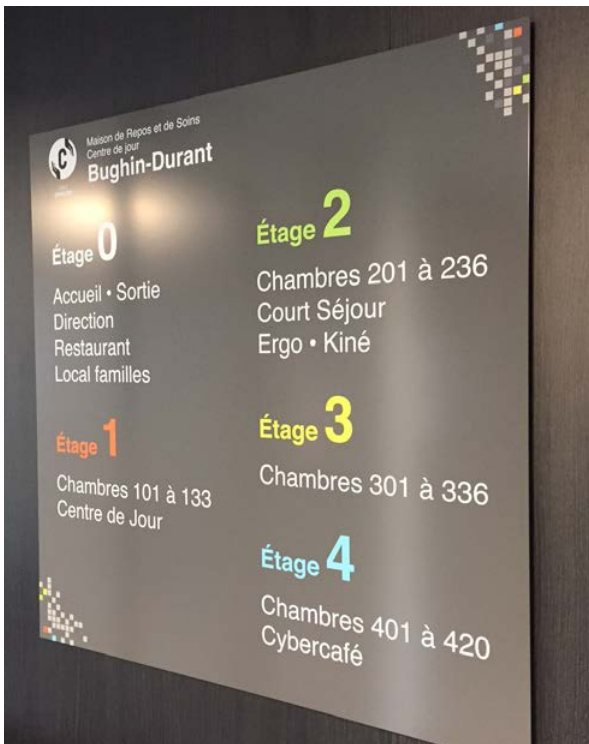 C
Maison de Repos et de Soins
Centre de jour
Bughin-Durant
Étage 0
Accueil • Sortie
Direction
Restaurant
Local familles
Étage 1
Chambres 101 à 133
Centre de Jour
Étage 2
Chambres 201 à 236
Court Séjour
Ergo • Kiné
Étage 3
Chambres 301 à 336
Étage 4
Chambres 401 à 420
Cybercafé